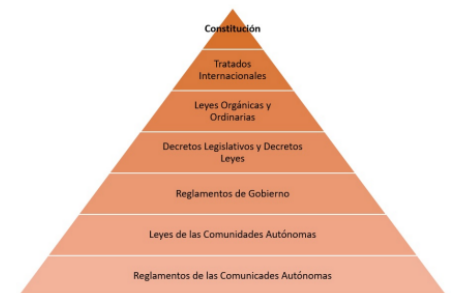 Constitución
Tratados
Internacionales
Leyes Orgánicas y
Ordinarias
Decretos Legislativos y Decretos
Leyes
Reglamentos de Gobierno
Leyes de las Comunidades Autónomas
Reglamentos de las Comunicades Autónomas